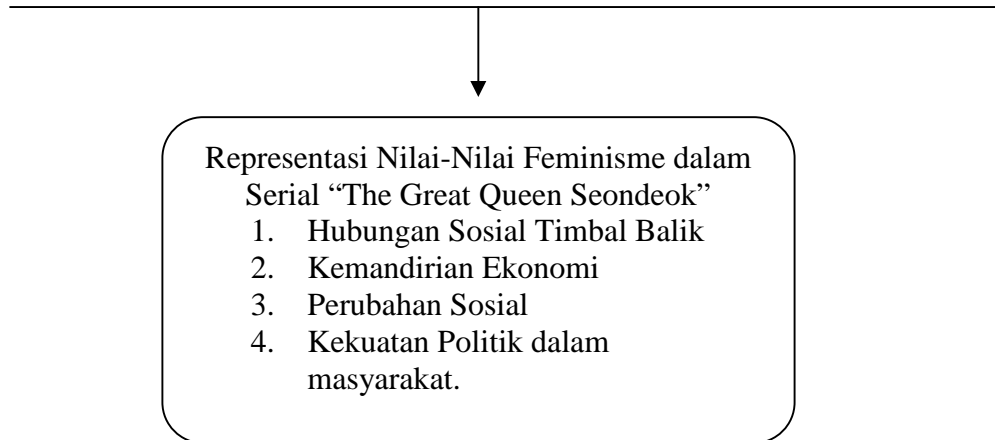 Representasi Nilai-Nilai Feminisme dalam
Serial “The Great Queen Seondeok”
1. Hubungan Sosial Timbal Balik
2. Kemandirian Ekonomi
3. Perubahan Sosial
4. Kekuatan Politik dalam
masyarakat.